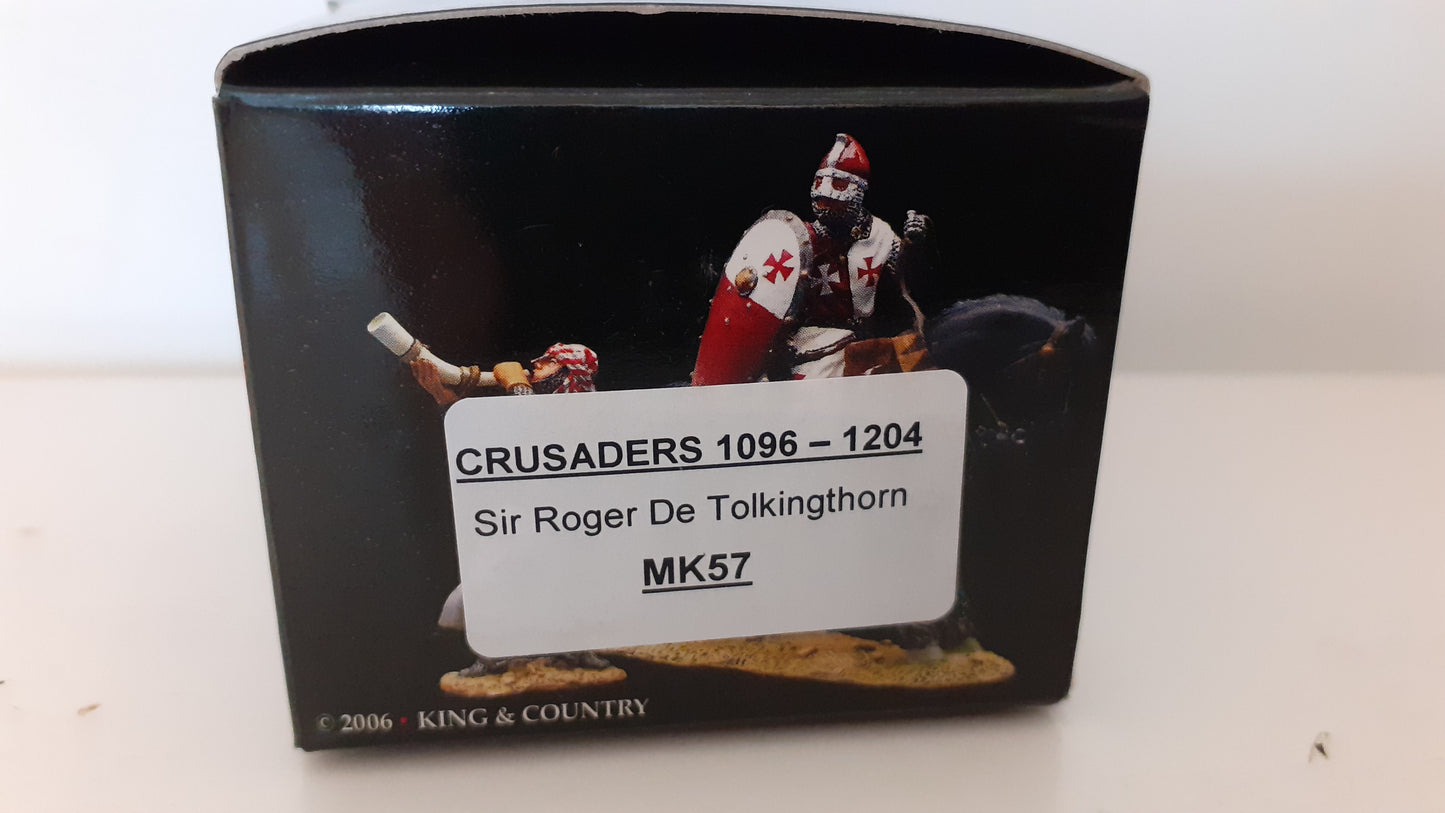 CRUSADERS 1096 – 1204
Sir Roger De Tolkingthorn
MK57
© 2006 • KING & COUNTRY